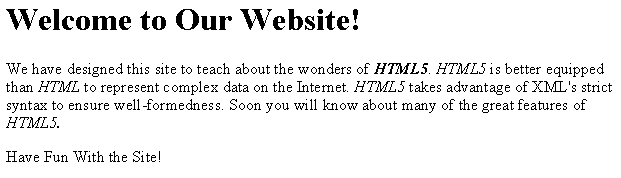 Welcome to Our Website!
We have designed this site to teach about the wonders of HTML5. HTML5 is better equipped
than HTML to represent complex data on the Internet. HTML5 takes advantage of XML's strict
syntax to ensure well-formedness. Soon you will know about many of the great features of
HTML5.
Have Fun With the Site!